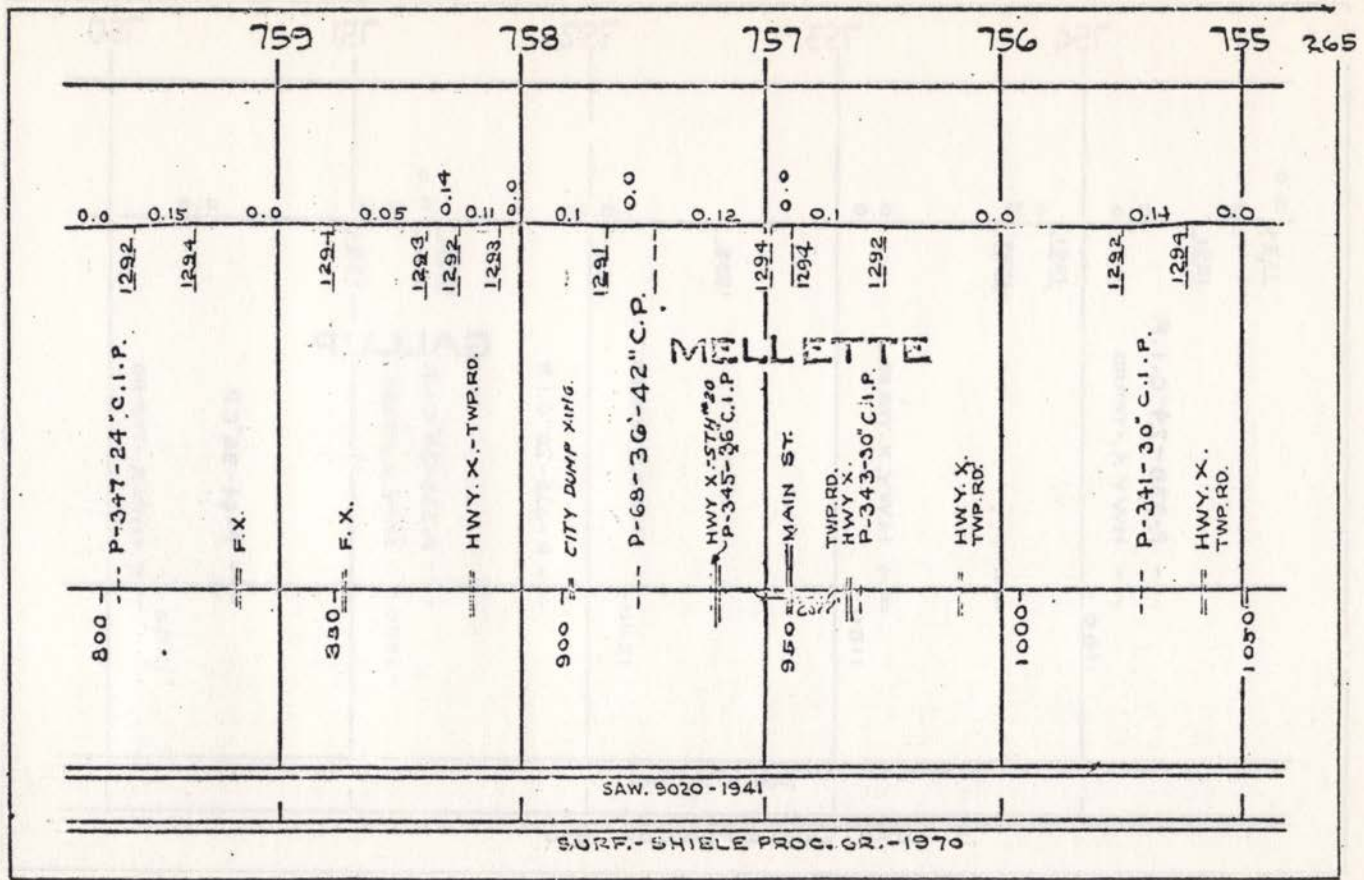 759 758 757 756 755 265
0.0 0.15 0.0 0.05 0.14 0.11 0.0 0.1 0.0 0.12 0.0 0.1 0.0 0.14 0.0
1292 1294 1294 1293 1292 1293 1291 1294 1294 1292 1292 1294
MELLETTE
P-347-24" C.I.P.
F.X.
F.X.
HWY. X.-TWP. RD.
CITY DUMP XING.
P-68-36'-42" C.P.
HWY X.-STH #20
P-345-36" C.I.P.
MAIN ST.
TWP. RD.
HWY X.
P-343-30" C.I.P.
HWY. X.
TWP. RD.
P-341-30" C.I.P.
HWY. X.
TWP. RD.
800 900 950 1000 1050
SAW. 9020-1941
SURF.-SHIELE PROC. GR.-1970